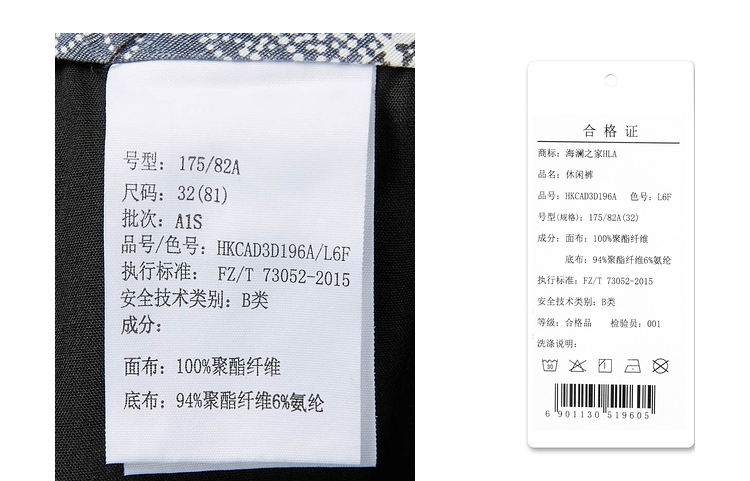 号型: 175/82A
尺码: 32(81)
批次: A1S
品号/色号: HKCAD3D196A/L6F
执行标准: FZ/T 73052-2015
安全技术类别: B类
成分:
面布: 100%聚酯纤维
底布: 94%聚酯纤维6%氨纶
合格证
商标: 海澜之家HLA
品名: 休闲裤
品号: HKCAD3D196A 色号: L6F
号型(规格): 175/82A(32)
成分: 面布: 100%聚酯纤维
底布: 94%聚酯纤维6%氨纶
执行标准: FZ/T 73052-2015
安全技术类别: B类
等级: 合格品 检验员: 001
洗涤说明:
30
6 901130 519605